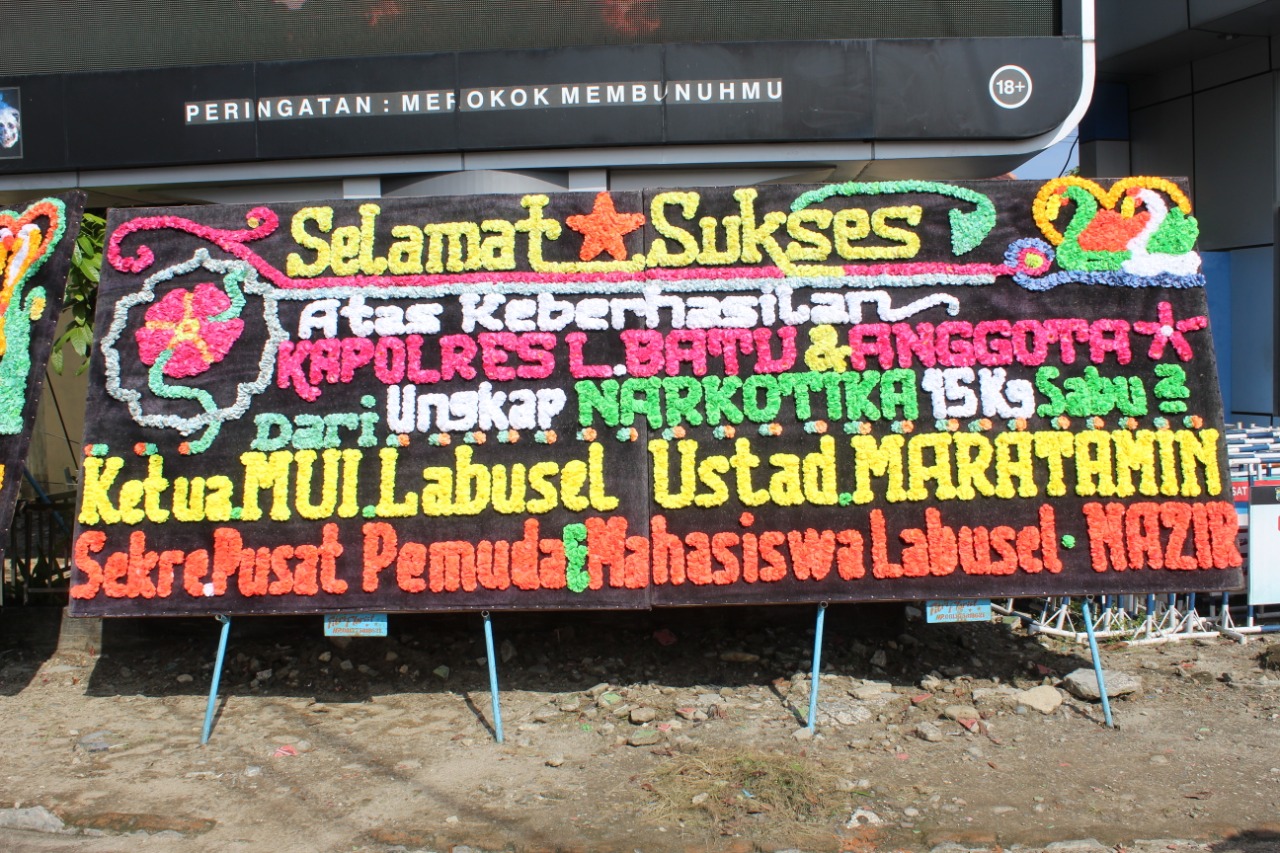 PERINGATAN : MEROKOK MEMBUNUHMU
18+
Selamat Sukses
Atas Keberhasilan
KAPOLRES L.BATU & ANGGOTA
Dari Ungkap NARKOTIKA 15 Kg Sabu 2
Ketua.MUI.Labusel Ustad.MARATAMIN
Sekre.Pusat Pemuda & Mahasiswa Labusel. NAZIR